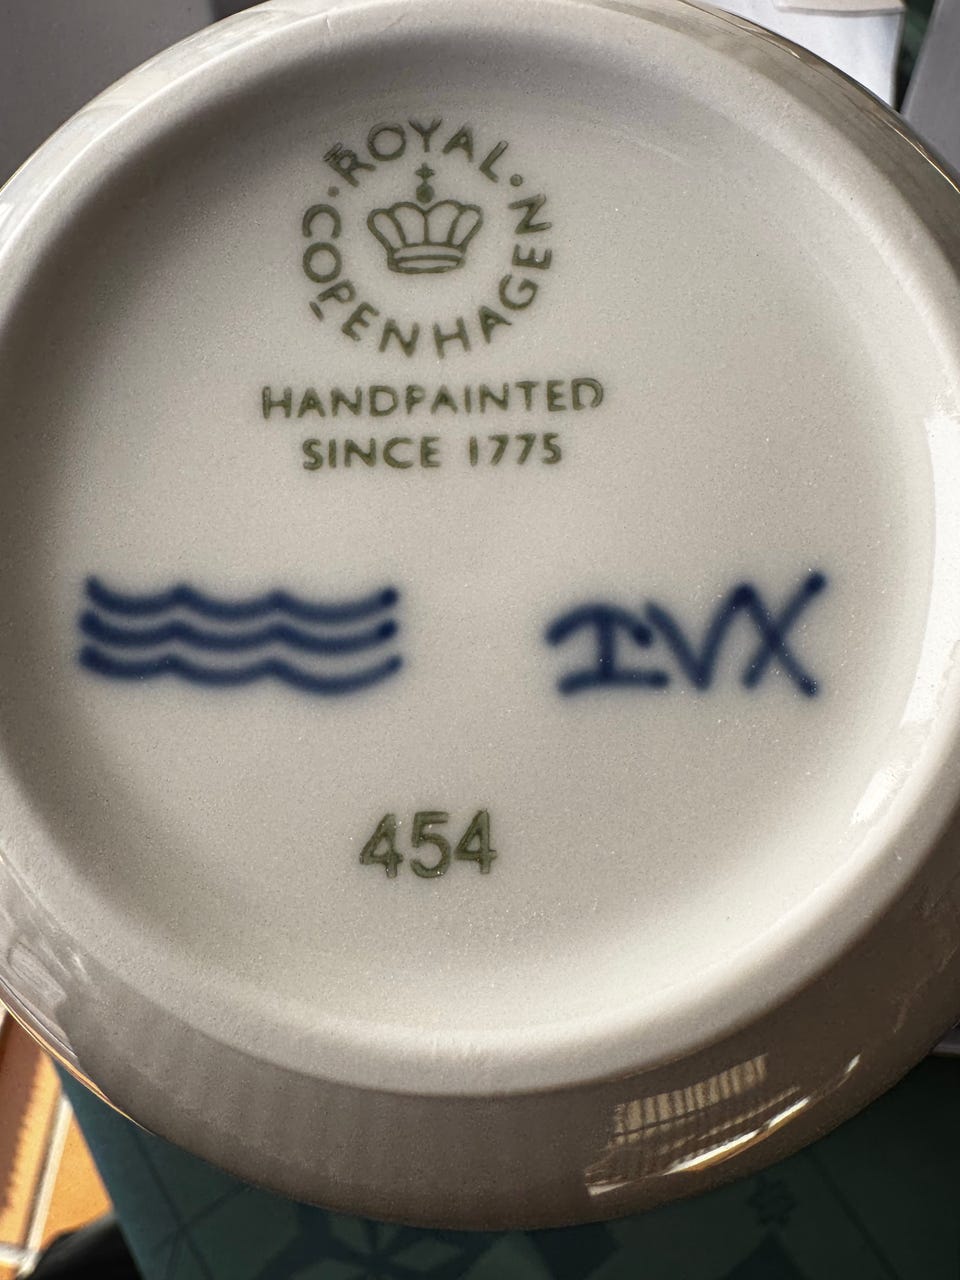 ROYAL
COPENHAGEN
HANDPAINTED
SINCE 1775
IVX
454